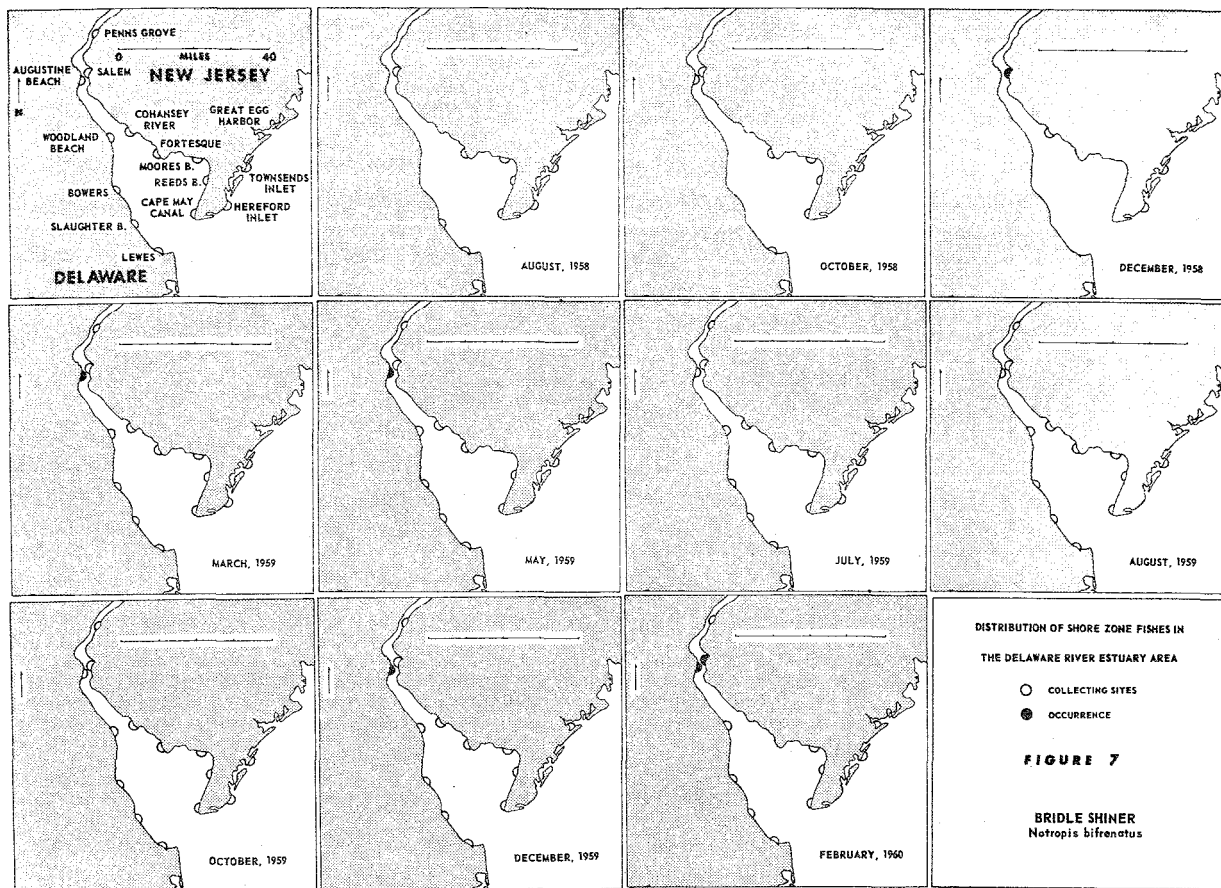 PENNS GROVE
0 MILES 40
AUGUSTINE BEACH
SALEM
NEW JERSEY
N
COHANSEY RIVER
GREAT EGG HARBOR
WOODLAND BEACH
FORTESQUE
MOORES B.
REEDS B.
TOWNSENDS INLET
BOWERS
CAPE MAY CANAL
HEREFORD INLET
SLAUGHTER B.
LEWES
DELAWARE
AUGUST, 1958
OCTOBER, 1958
DECEMBER, 1958
MARCH, 1959
MAY, 1959
JULY, 1959
AUGUST, 1959
OCTOBER, 1959
DECEMBER, 1959
FEBRUARY, 1960
DISTRIBUTION OF SHORE ZONE FISHES IN
THE DELAWARE RIVER ESTUARY AREA
COLLECTING SITES
OCCURRENCE
FIGURE 7
BRIDLE SHINER
Notropis bifrenatus